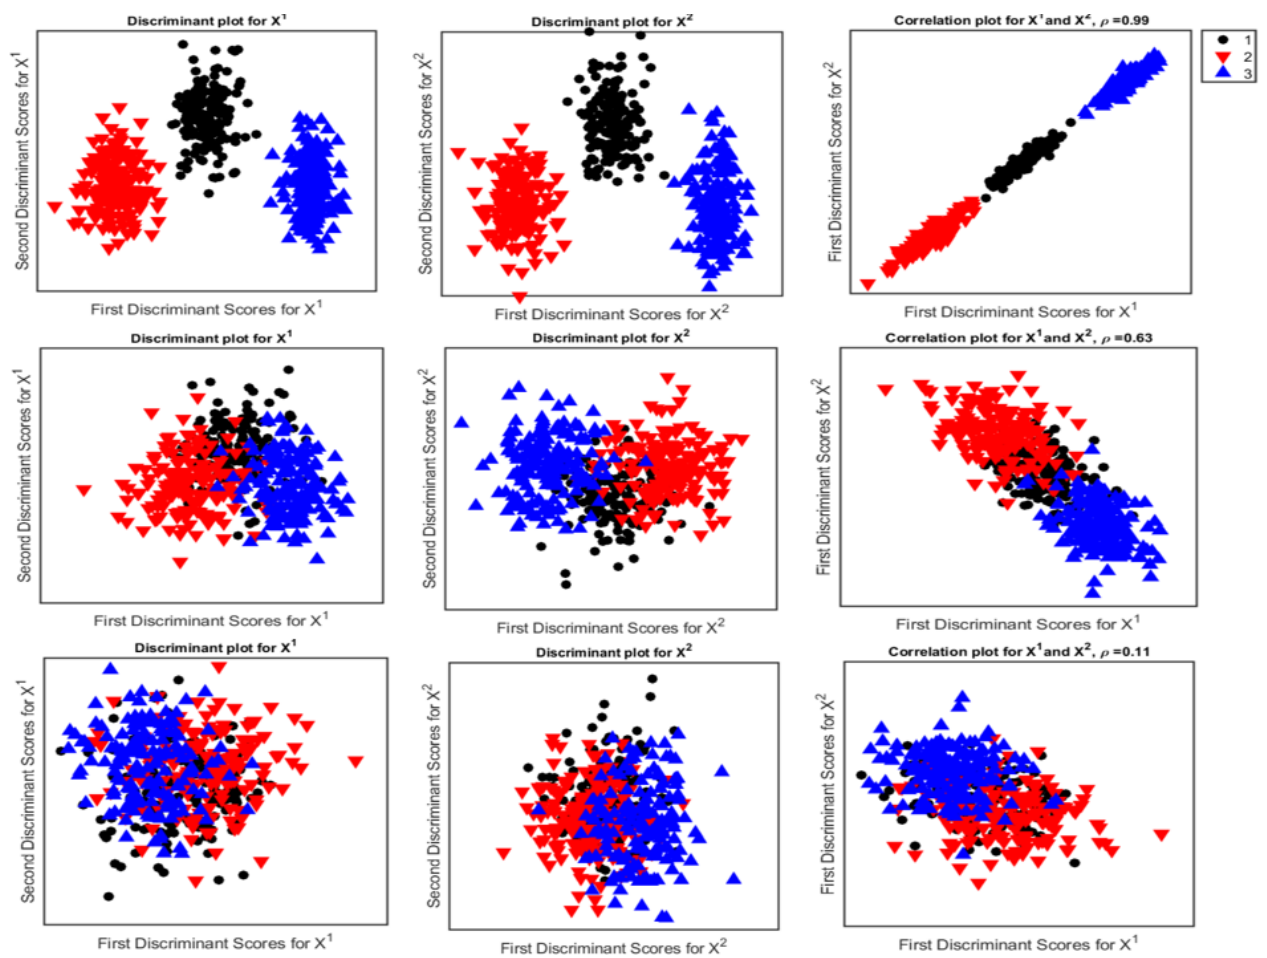 Discriminant plot for X¹
Discriminant plot for X²
Correlation plot for X¹ and X², ρ=0.99
1
2
3
Second Discriminant Scores for X¹
Second Discriminant Scores for X²
First Discriminant Scores for X²
First Discriminant Scores for X¹
First Discriminant Scores for X²
First Discriminant Scores for X¹
Discriminant plot for X¹
Discriminant plot for X²
Correlation plot for X¹ and X², ρ=0.63
Second Discriminant Scores for X¹
Second Discriminant Scores for X²
First Discriminant Scores for X²
First Discriminant Scores for X¹
First Discriminant Scores for X²
First Discriminant Scores for X¹
Discriminant plot for X¹
Discriminant plot for X²
Correlation plot for X¹ and X², ρ=0.11
Second Discriminant Scores for X¹
Second Discriminant Scores for X²
First Discriminant Scores for X²
First Discriminant Scores for X¹
First Discriminant Scores for X²
First Discriminant Scores for X¹